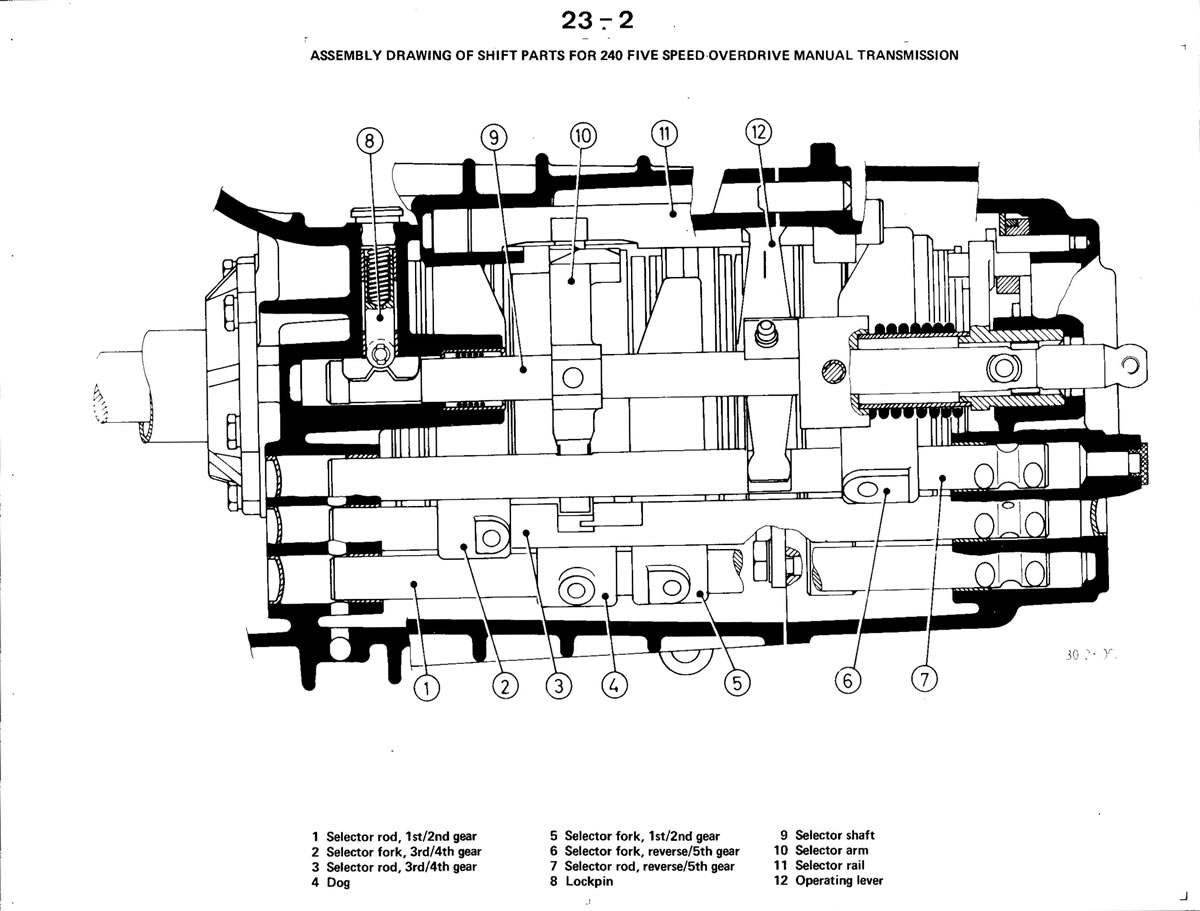 23-2
ASSEMBLY DRAWING OF SHIFT PARTS FOR 240 FIVE SPEED OVERDRIVE MANUAL TRANSMISSION
8
9
10
11
12
1
2
3
4
5
6
7
1 Selector rod, 1st/2nd gear
2 Selector fork, 3rd/4th gear
3 Selector rod, 3rd/4th gear
4 Dog
5 Selector fork, 1st/2nd gear
6 Selector fork, reverse/5th gear
7 Selector rod, reverse/5th gear
8 Lockpin
9 Selector shaft
10 Selector arm
11 Selector rail
12 Operating lever